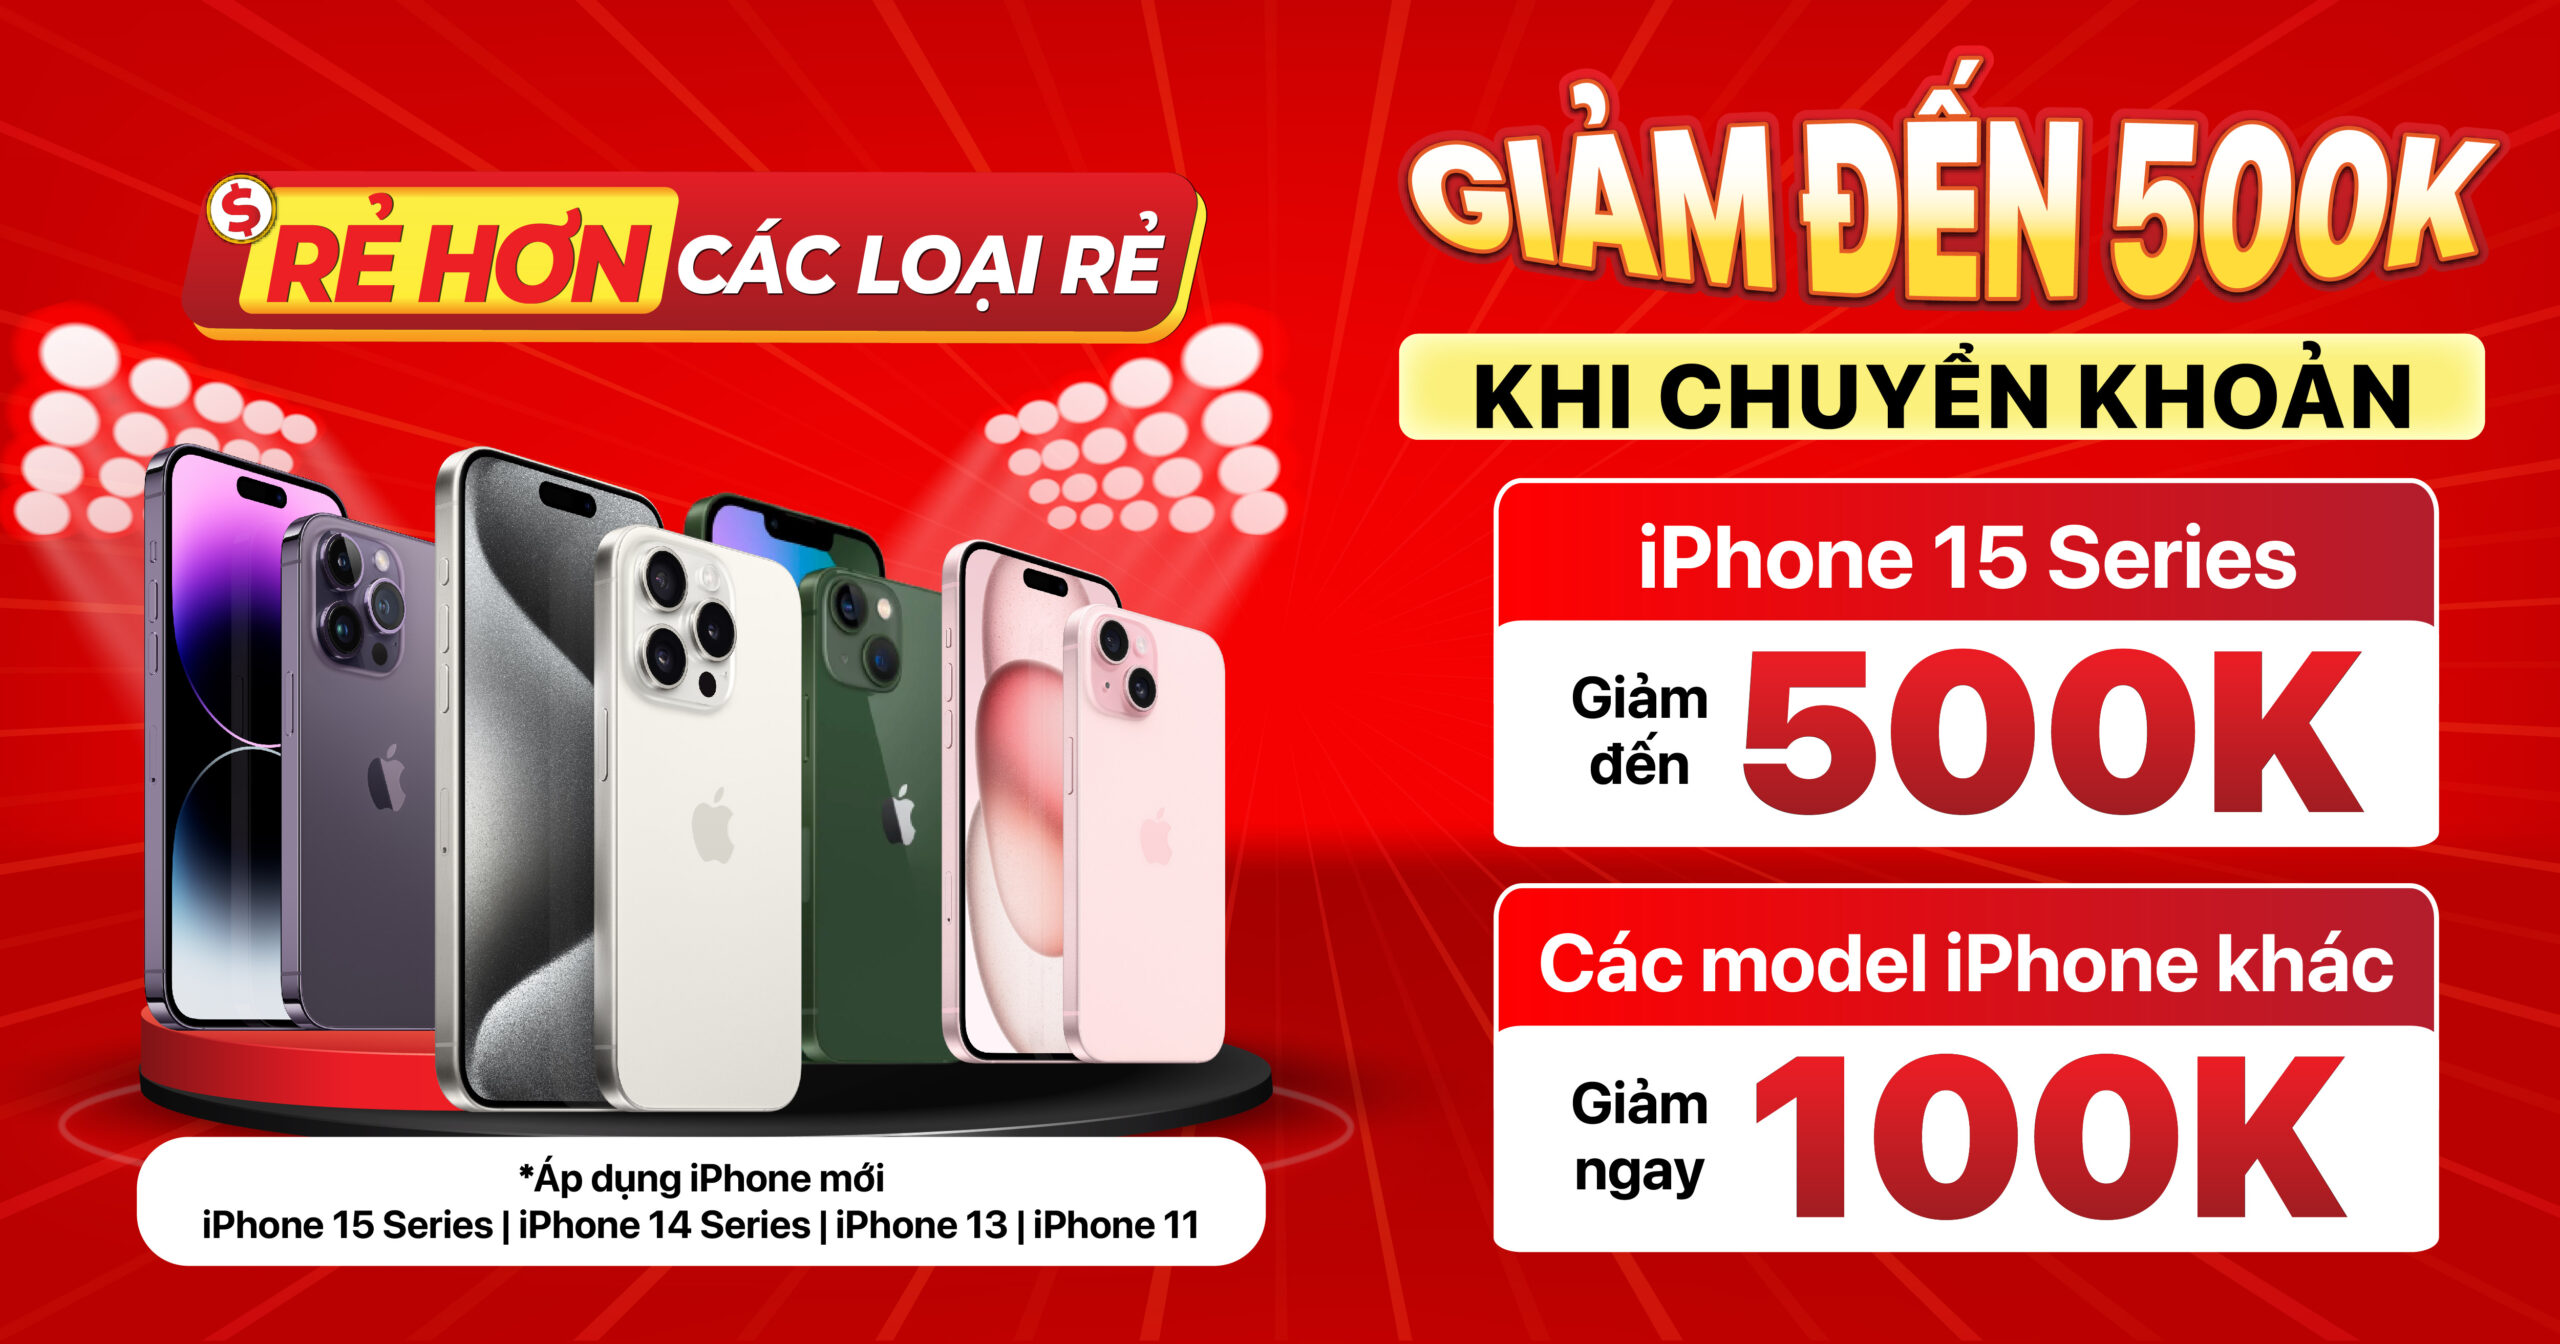 $
RẺ HƠN CÁC LOẠI RẺ
GIẢM ĐẾN 500K
KHI CHUYỂN KHOẢN
iPhone 15 Series
Giảm
đến
500K
Các model iPhone khác
Giảm
ngay
100K
*Áp dụng iPhone mới
iPhone 15 Series | iPhone 14 Series | iPhone 13 | iPhone 11